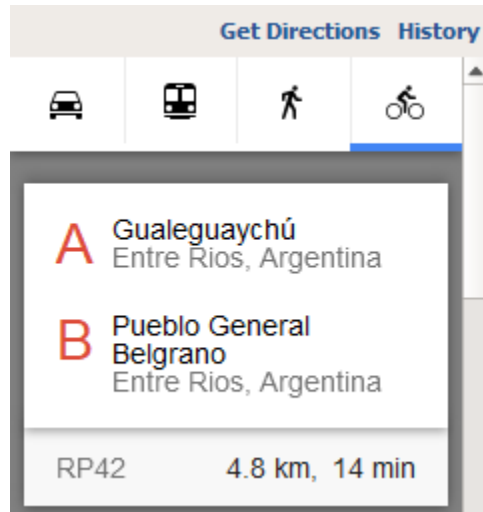 Get Directions History
A Gualeguaychú
Entre Rios, Argentina
B Pueblo General
Belgrano
Entre Rios, Argentina
RP42 4.8 km, 14 min